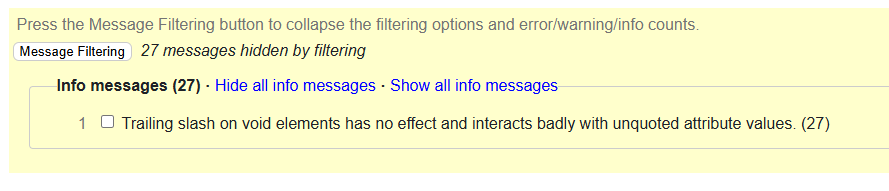 Press the Message Filtering button to collapse the filtering options and error/warning/info counts.
Message Filtering 27 messages hidden by filtering
Info messages (27) · Hide all info messages · Show all info messages
1 Trailing slash on void elements has no effect and interacts badly with unquoted attribute values. (27)